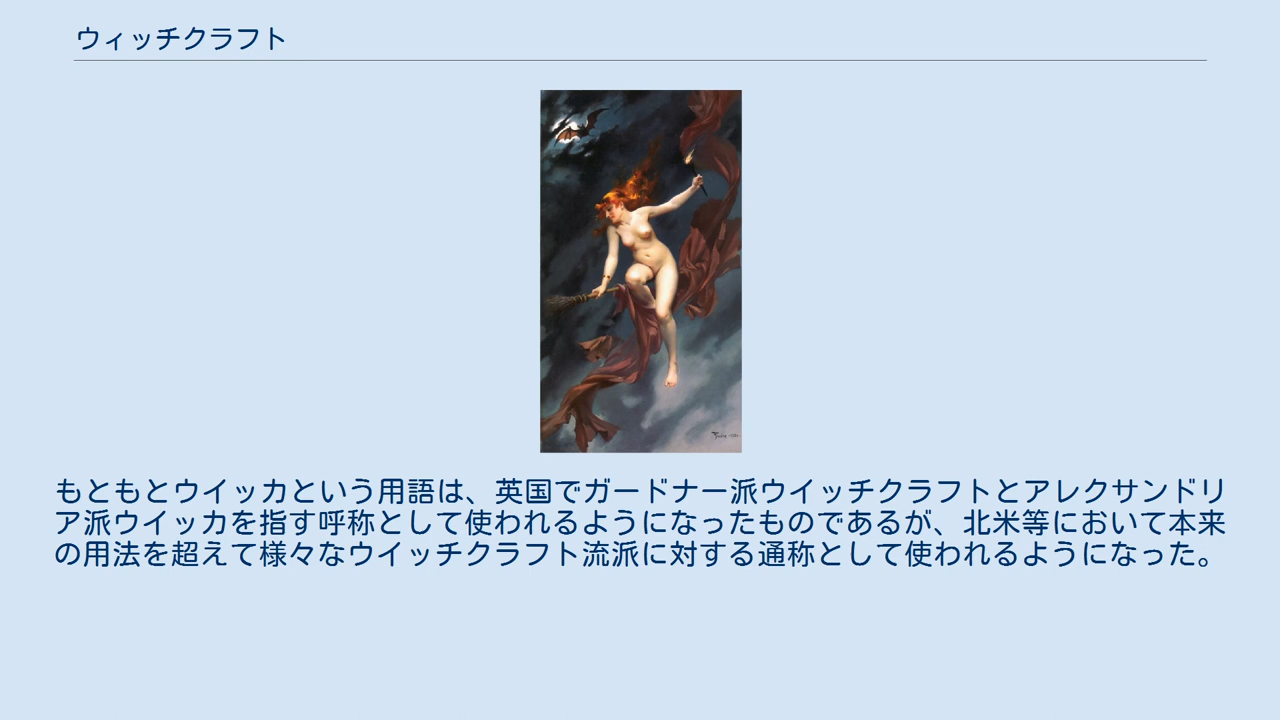 ウィッチクラフト
もともとウイッカという用語は、英国でガードナー派ウイッチクラフトとアレクサンドリ
ア派ウイッカを指す呼称として使われるようになったものであるが、北米等において本来
の用法を超えて様々なウイッチクラフト流派に対する通称として使われるようになった。